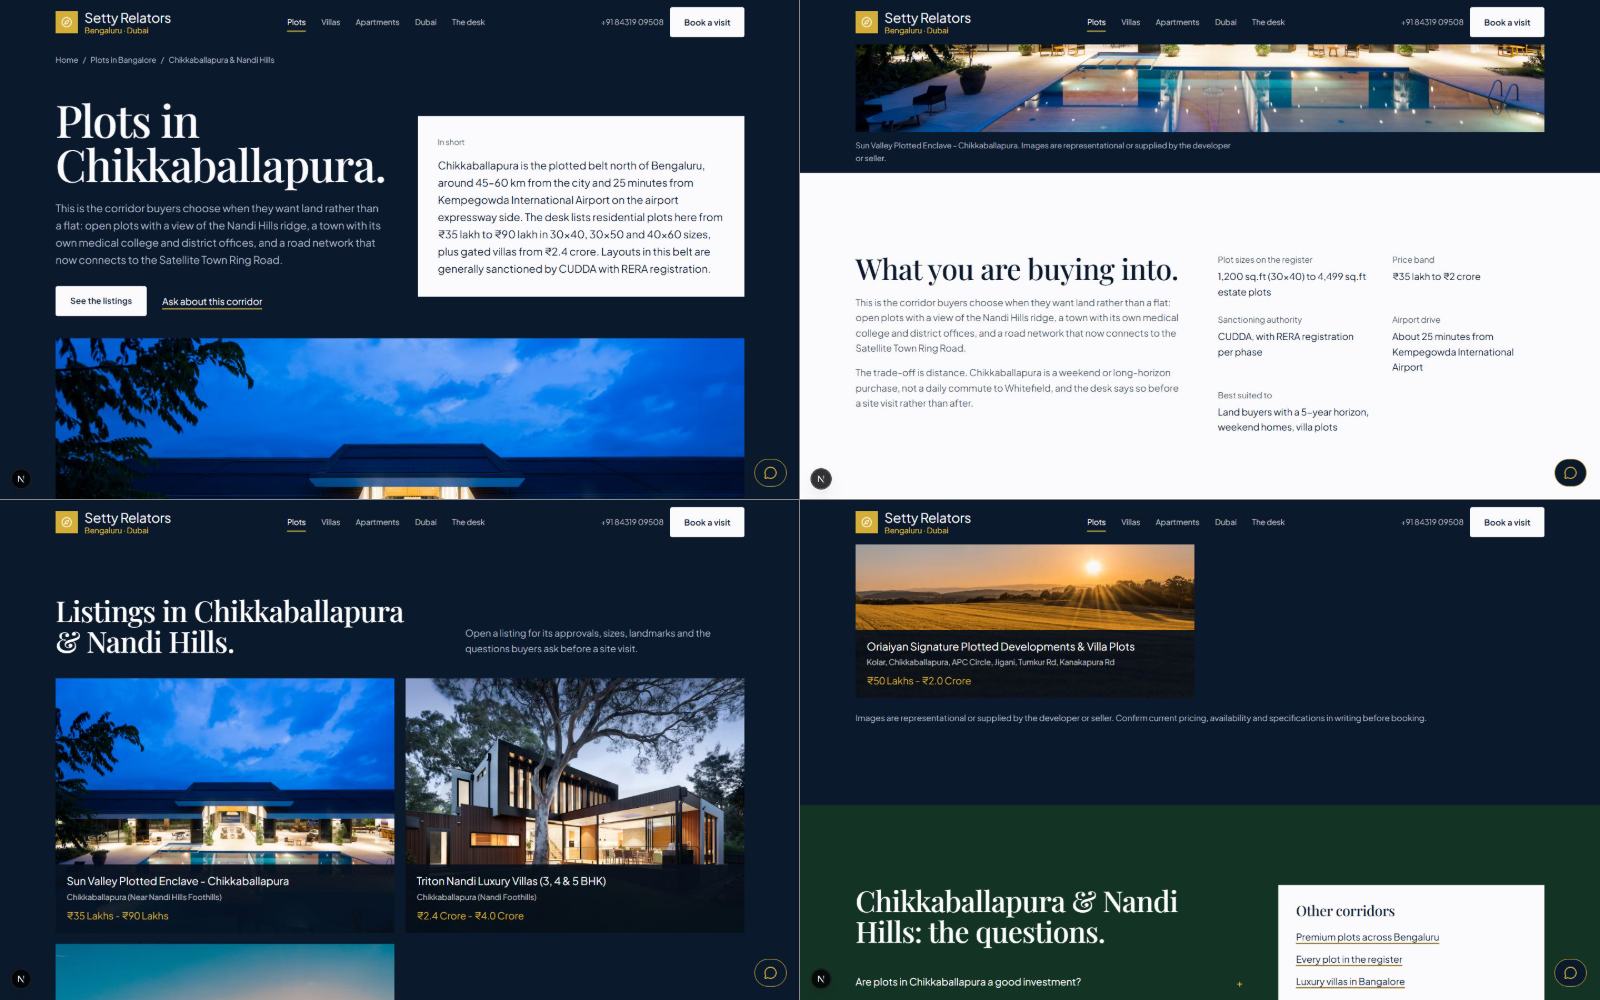 Setty Relators
Bengaluru · Dubai
Plots
Villas
Apartments
Dubai
The desk
+91 84319 09508
Book a visit
Home / Plots in Bangalore / Chikkaballapura & Nandi Hills
Plots in
Chikkaballapura.
This is the corridor buyers choose when they want land rather than
a flat: open plots with a view of the Nandi Hills ridge, a town with its
own medical college and district offices, and a road network that
now connects to the Satellite Town Ring Road.
See the listings
Ask about this corridor
In short
Chikkaballapura is the plotted belt north of Bengaluru,
around 45–60 km from the city and 25 minutes from
Kempegowda International Airport on the airport
expressway side. The desk lists residential plots here from
₹35 lakh to ₹90 lakh in 30×40, 30×50 and 40×60 sizes,
plus gated villas from ₹2.4 crore. Layouts in this belt are
generally sanctioned by CUDDA with RERA registration.
N
Setty Relators
Bengaluru · Dubai
Plots
Villas
Apartments
Dubai
The desk
+91 84319 09508
Book a visit
Sun Valley Plotted Enclave - Chikkaballapura. Images are representational or supplied by the developer
or seller.
What you are buying into.
This is the corridor buyers choose when they want land rather than a flat:
open plots with a view of the Nandi Hills ridge, a town with its own medical
college and district offices, and a road network that now connects to the
Satellite Town Ring Road.
The trade-off is distance. Chikkaballapura is a weekend or long-horizon
purchase, not a daily commute to Whitefield, and the desk says so before
a site visit rather than after.
Plot sizes on the register
1,200 sq.ft (30×40) to 4,499 sq.ft
estate plots
Price band
₹35 lakh to ₹2 crore
Sanctioning authority
CUDDA, with RERA registration
per phase
Airport drive
About 25 minutes from
Kempegowda International
Airport
Best suited to
Land buyers with a 5-year horizon,
weekend homes, villa plots
N
Setty Relators
Bengaluru · Dubai
Plots
Villas
Apartments
Dubai
The desk
+91 84319 09508
Book a visit
Listings in Chikkaballapura
& Nandi Hills.
Open a listing for its approvals, sizes, landmarks and the
questions buyers ask before a site visit.
Sun Valley Plotted Enclave - Chikkaballapura
Chikkaballapura (Near Nandi Hills Foothills)
₹35 Lakhs - ₹90 Lakhs
Triton Nandi Luxury Villas (3, 4 & 5 BHK)
Chikkaballapura (Nandi Foothills)
₹2.4 Crore - ₹4.0 Crore
N
Setty Relators
Bengaluru · Dubai
Plots
Villas
Apartments
Dubai
The desk
+91 84319 09508
Book a visit
Oriaiyan Signature Plotted Developments & Villa Plots
Kolar, Chikkaballapura, APC Circle, Jigani, Tumkur Rd, Kanakapura Rd
₹50 Lakhs - ₹2.0 Crore
Images are representational or supplied by the developer or seller. Confirm current pricing, availability and specifications in writing before booking.
Chikkaballapura & Nandi
Hills: the questions.
Are plots in Chikkaballapura a good investment?
+
Other corridors
Premium plots across Bengaluru
Every plot in the register
Luxury villas in Bangalore
N